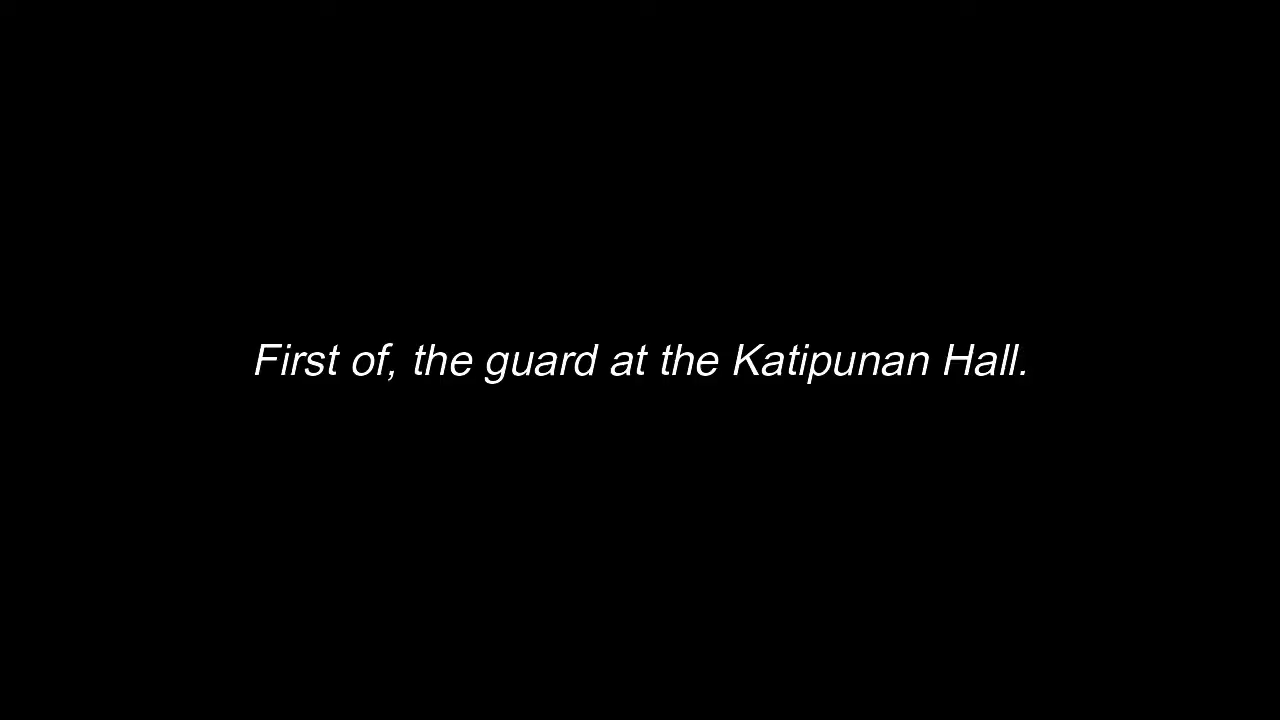 First of, the guard at the Katipunan Hall.